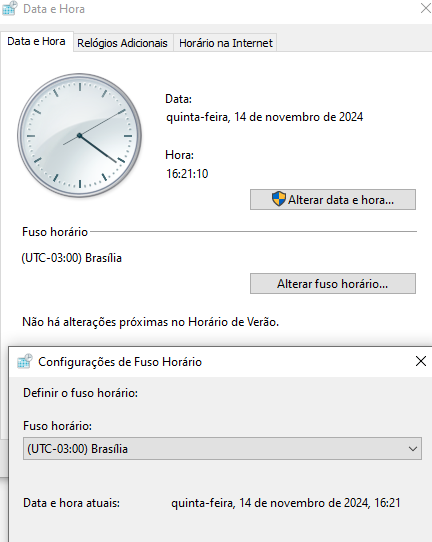 Data e Hora
Data e Hora Relógios Adicionais Horário na Internet
Data:
quinta-feira, 14 de novembro de 2024
Hora:
16:21:10
Alterar data e hora...
Fuso horário
(UTC-03:00) Brasília
Alterar fuso horário...
Não há alterações próximas no Horário de Verão.
Configurações de Fuso Horário
Definir o fuso horário:
Fuso horário:
(UTC-03:00) Brasília
Data e hora atuais: quinta-feira, 14 de novembro de 2024, 16:21